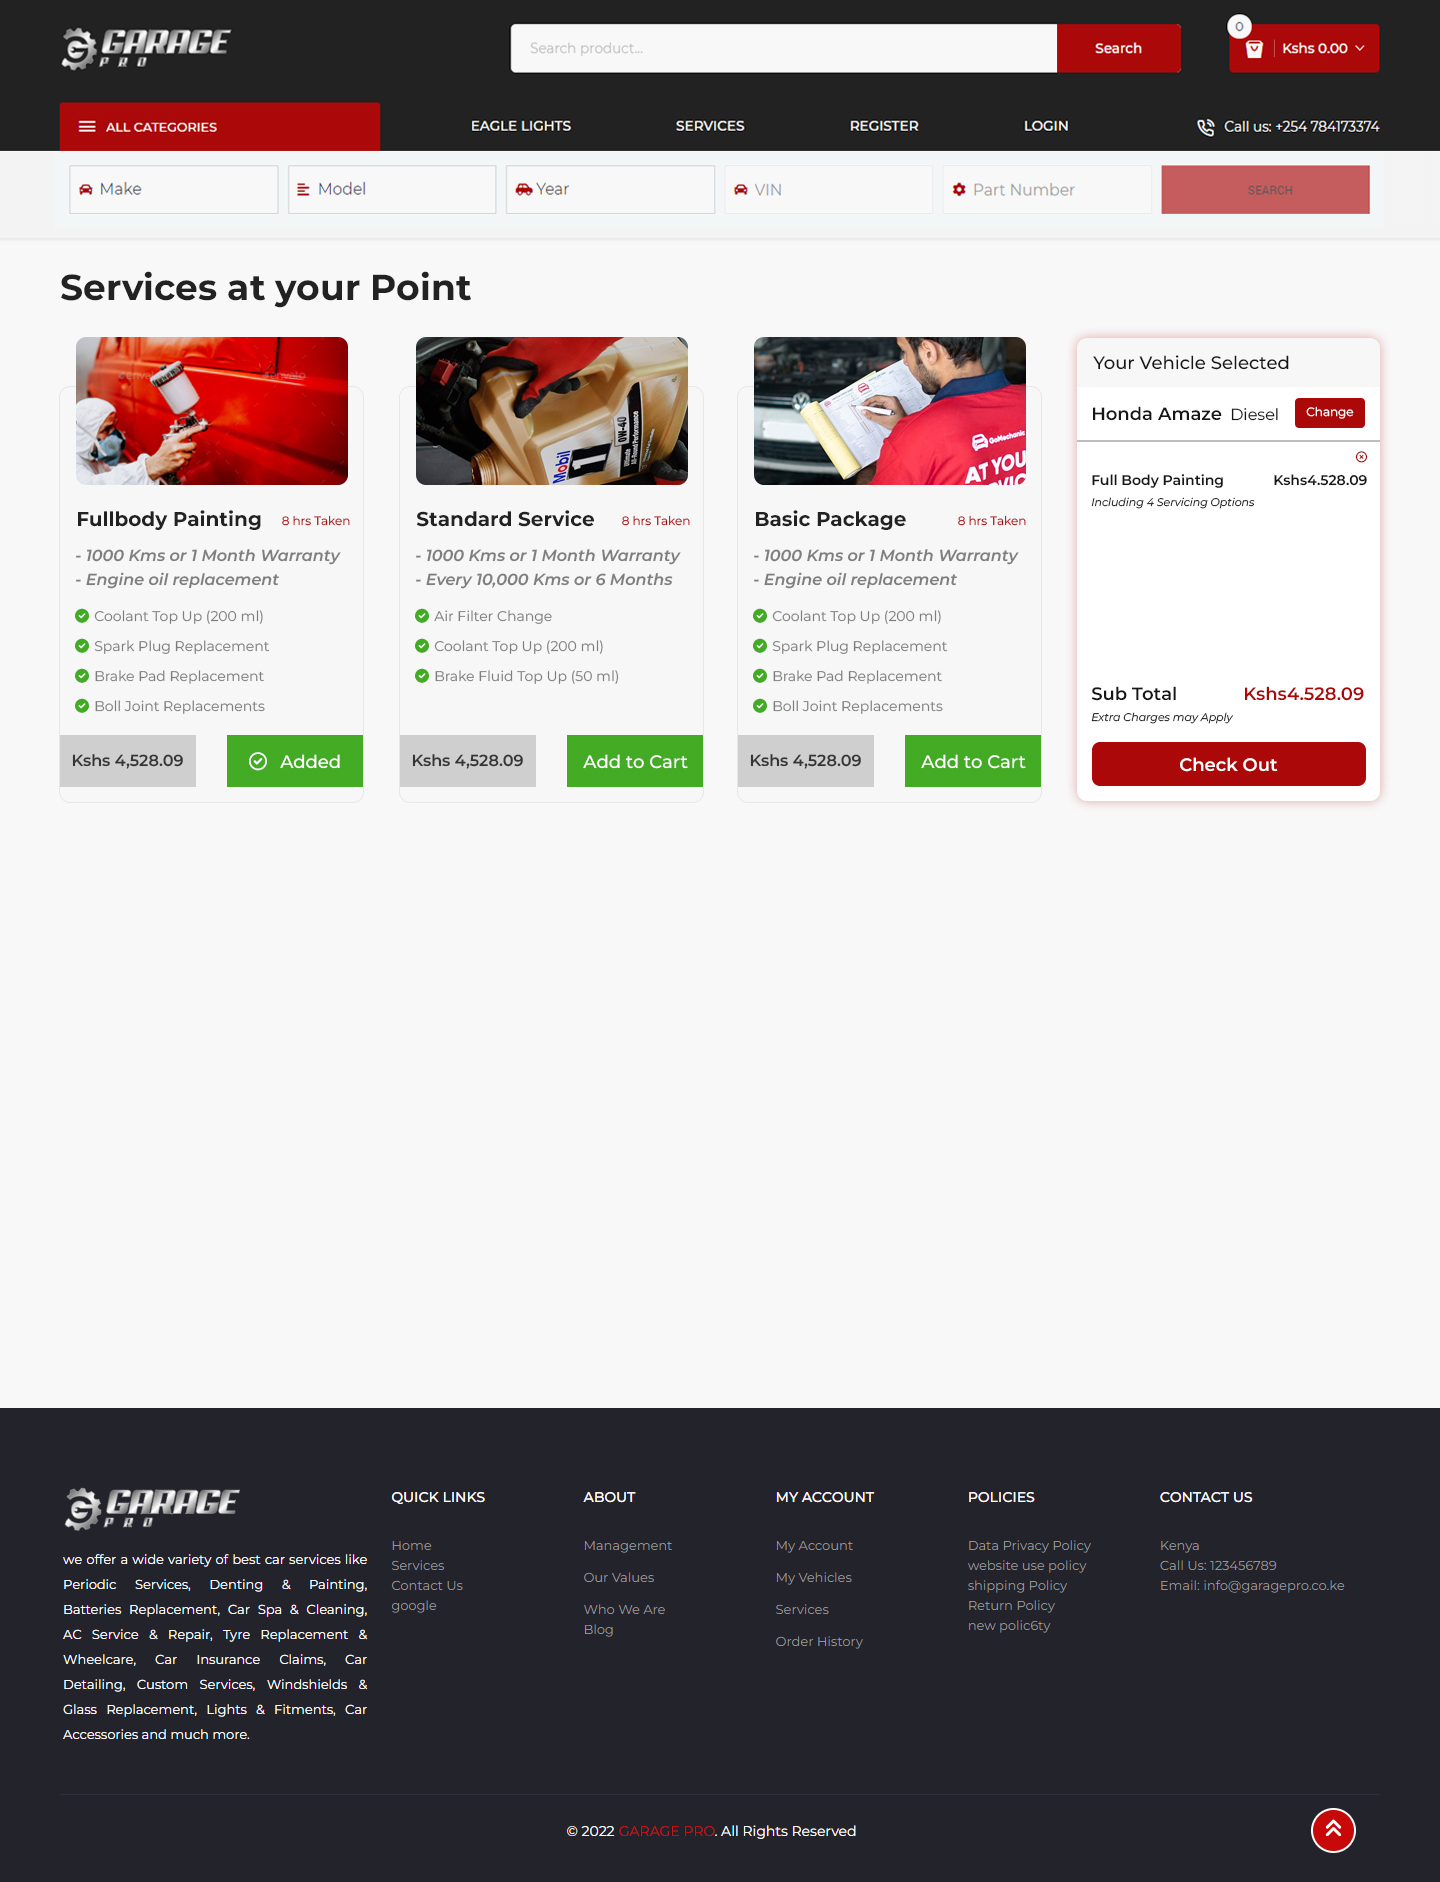 GARAGE
PRO
Search product...
Search
0
Kshs 0.00
ALL CATEGORIES
EAGLE LIGHTS
SERVICES
REGISTER
LOGIN
Call us: +254 784173374
Make
Model
Year
VIN
Part Number
SEARCH
Services at your Point
Mobil
1
0W-40
GoMechanic
AT YOU
Fullbody Painting
8 hrs Taken
- 1000 Kms or 1 Month Warranty
- Engine oil replacement
Coolant Top Up (200 ml)
Spark Plug Replacement
Brake Pad Replacement
Boll Joint Replacements
Kshs 4,528.09
Added
Standard Service
8 hrs Taken
- 1000 Kms or 1 Month Warranty
- Every 10,000 Kms or 6 Months
Air Filter Change
Coolant Top Up (200 ml)
Brake Fluid Top Up (50 ml)
Kshs 4,528.09
Add to Cart
Basic Package
8 hrs Taken
- 1000 Kms or 1 Month Warranty
- Engine oil replacement
Coolant Top Up (200 ml)
Spark Plug Replacement
Brake Pad Replacement
Boll Joint Replacements
Kshs 4,528.09
Add to Cart
Your Vehicle Selected
Honda Amaze Diesel
Change
Full Body Painting
Kshs4.528.09
Including 4 Servicing Options
Sub Total
Kshs4.528.09
Extra Charges may Apply
Check Out
GARAGE
PRO
we offer a wide variety of best car services like
Periodic Services, Denting & Painting,
Batteries Replacement, Car Spa & Cleaning,
AC Service & Repair, Tyre Replacement &
Wheelcare, Car Insurance Claims, Car
Detailing, Custom Services, Windshields &
Glass Replacement, Lights & Fitments, Car
Accessories and much more.
QUICK LINKS
Home
Services
Contact Us
google
ABOUT
Management
Our Values
Who We Are
Blog
MY ACCOUNT
My Account
My Vehicles
Services
Order History
POLICIES
Data Privacy Policy
website use policy
shipping Policy
Return Policy
new polic6ty
CONTACT US
Kenya
Call Us: 123456789
Email: info@garagepro.co.ke
© 2022 GARAGE PRO. All Rights Reserved